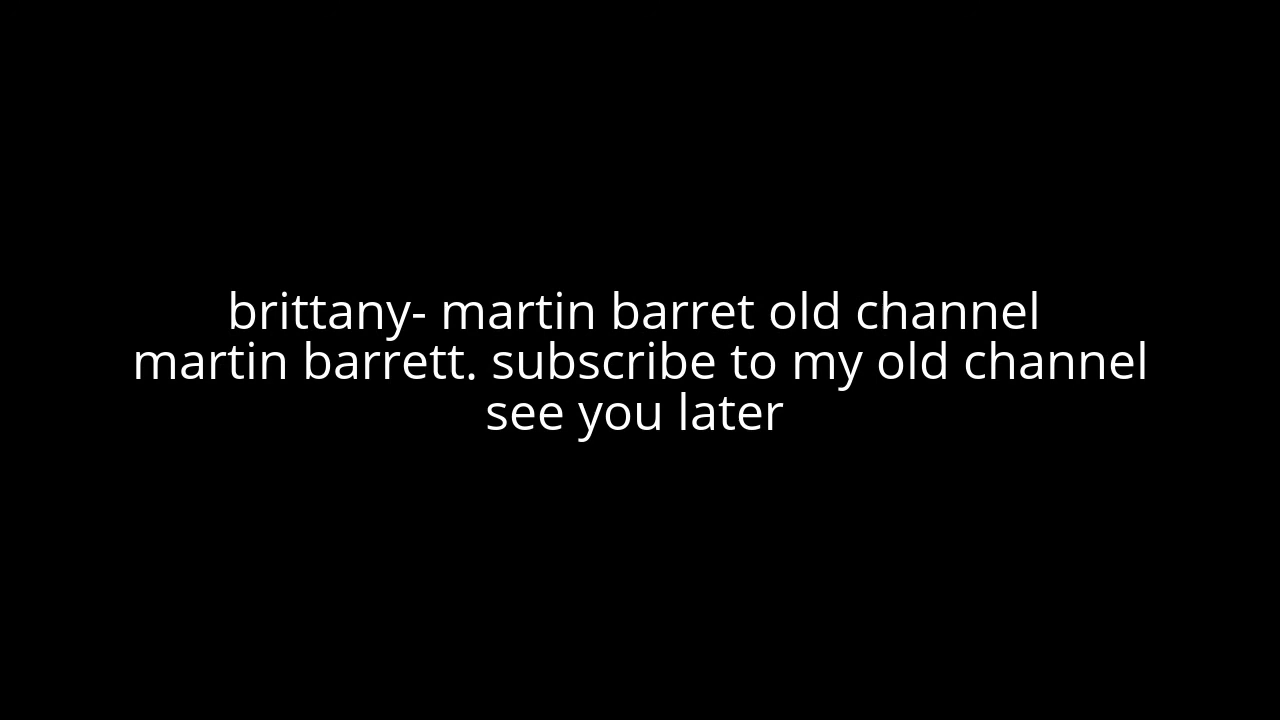 brittany- martin barret old channel
martin barrett. subscribe to my old channel
see you later